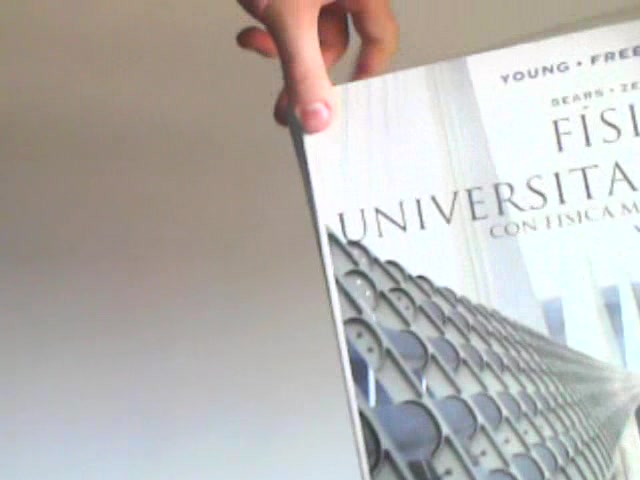 YOUNG • FREE
SEARS • ZE
FÍSI
UNIVERSITA
CON FÍSICA M